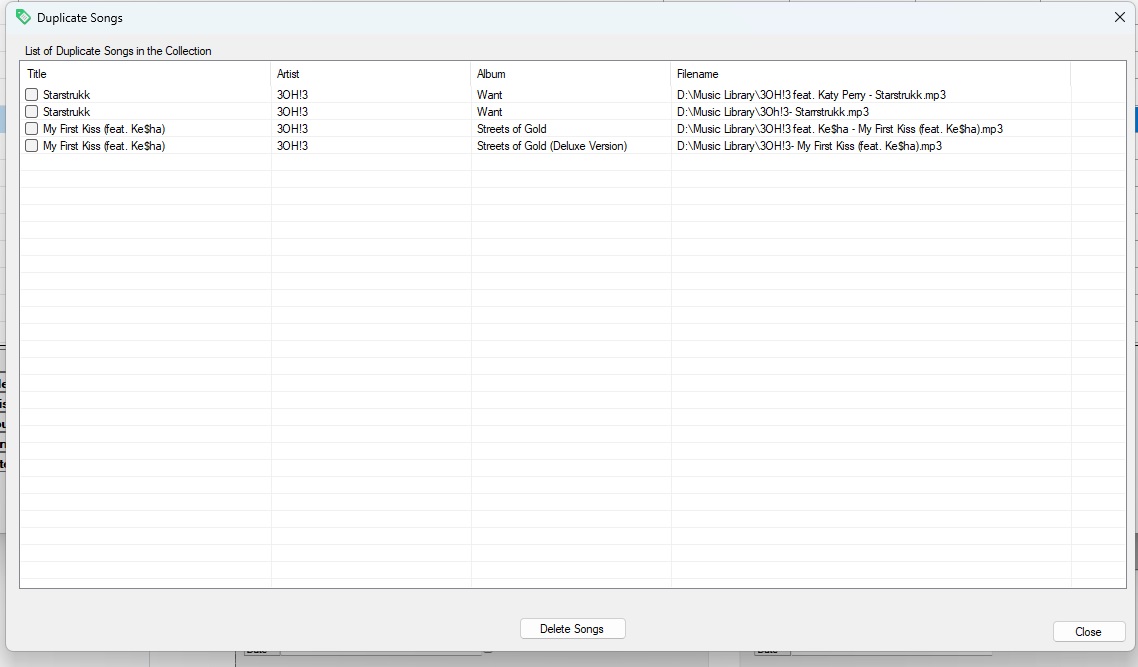 Duplicate Songs
List of Duplicate Songs in the Collection
Title Artist Album Filename
Starstrukk 3OH!3 Want D:\Music Library\3OH!3 feat. Katy Perry - Starstrukk.mp3
Starstrukk 3OH!3 Want D:\Music Library\3Oh!3- Starrstrukk.mp3
My First Kiss (feat. Ke$ha) 3OH!3 Streets of Gold D:\Music Library\3OH!3 feat. Ke$ha - My First Kiss (feat. Ke$ha).mp3
My First Kiss (feat. Ke$ha) 3OH!3 Streets of Gold (Deluxe Version) D:\Music Library\3OH!3- My First Kiss (feat. Ke$ha).mp3
Delete Songs
Close